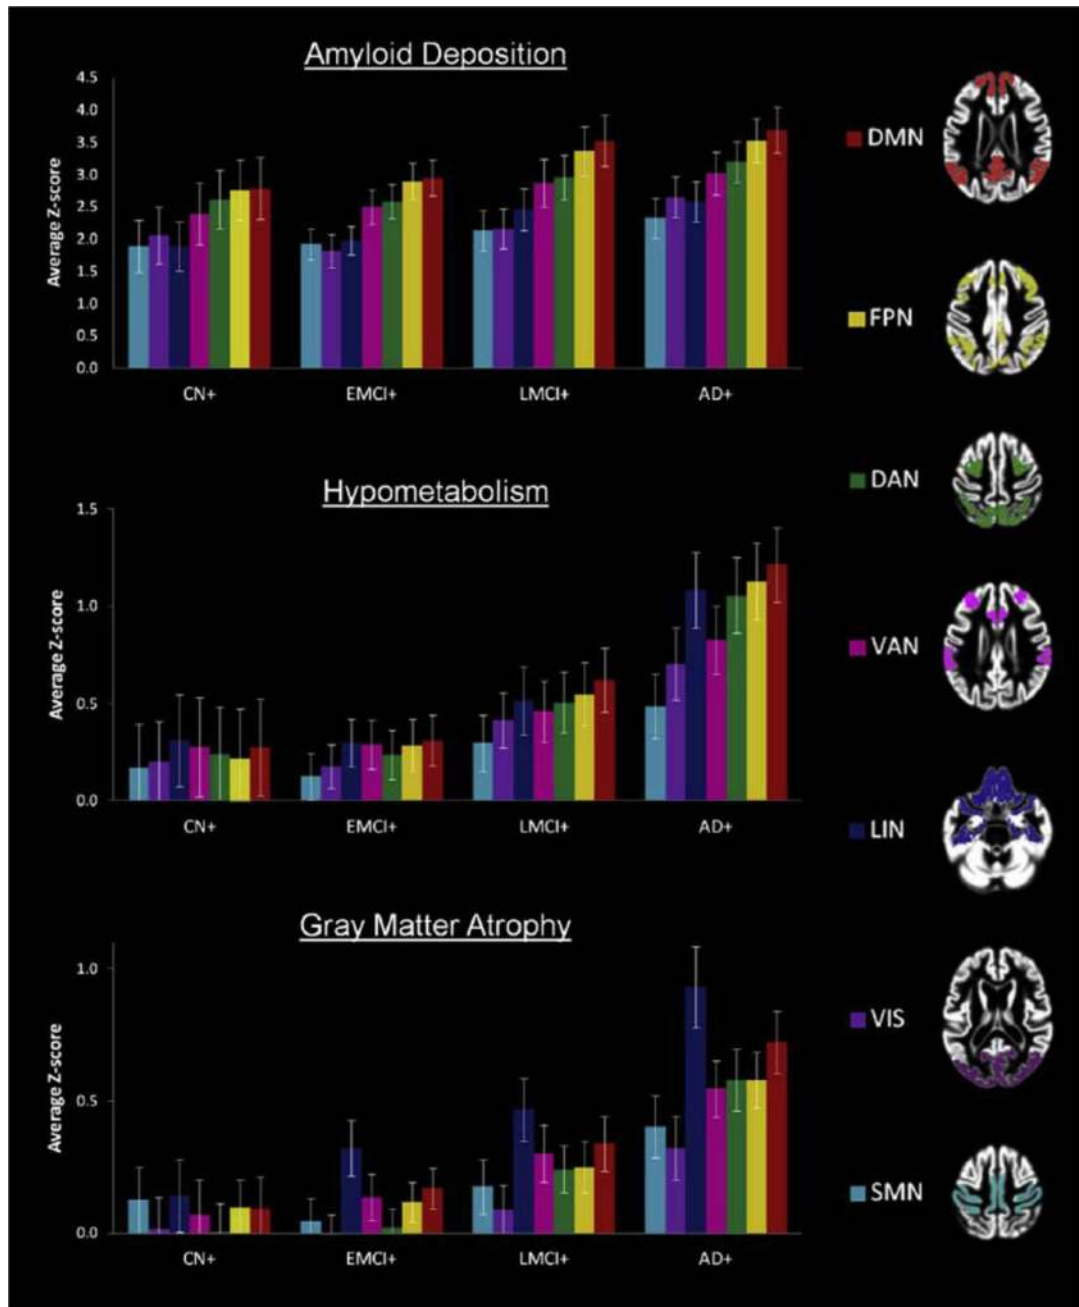 Amyloid Deposition
Average Z-score
4.5
4.0
3.5
3.0
2.5
2.0
1.5
1.0
0.5
0.0
CN+ EMCI+ LMCI+ AD+
Hypometabolism
Average Z-score
1.5
1.0
0.5
0.0
CN+ EMCI+ LMCI+ AD+
Gray Matter Atrophy
Average Z-score
1.0
0.5
0.0
CN+ EMCI+ LMCI+ AD+
DMN
FPN
DAN
VAN
LIN
VIS
SMN